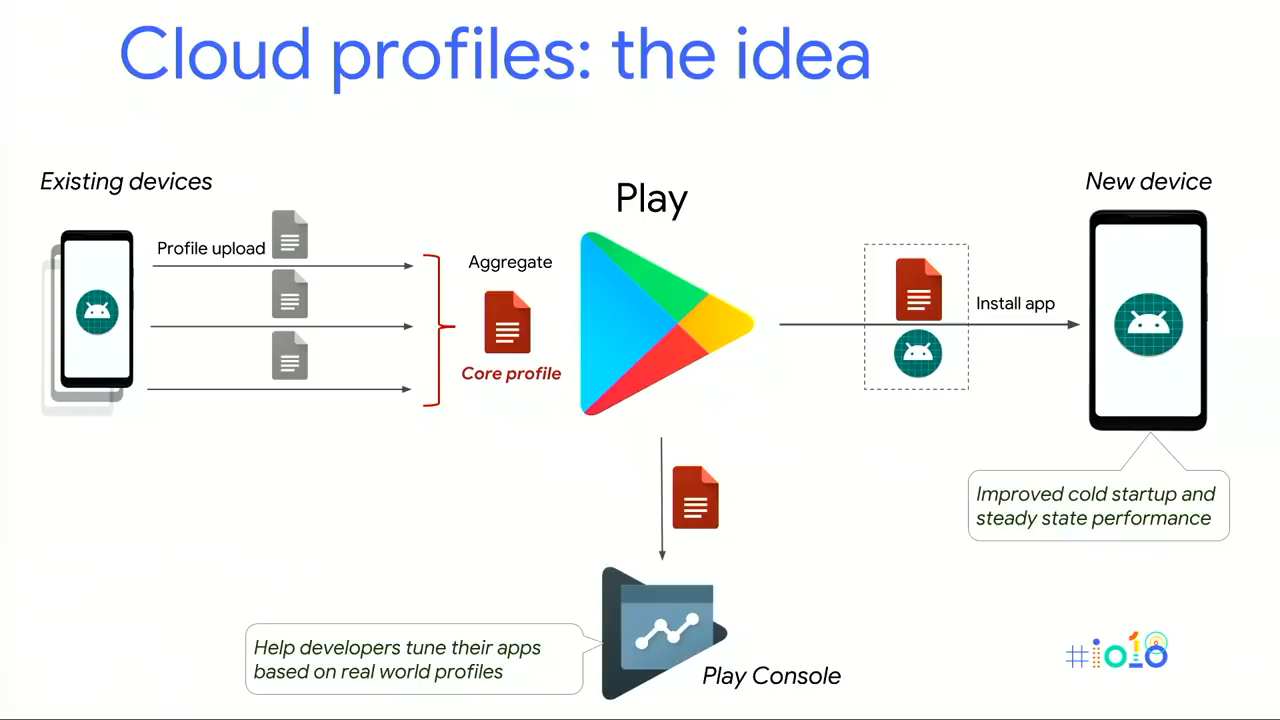 Cloud profiles: the idea
Existing devices
Profile upload
Aggregate
Core profile
Play
Install app
New device
Improved cold startup and
steady state performance
Help developers tune their apps
based on real world profiles
Play Console
#io18